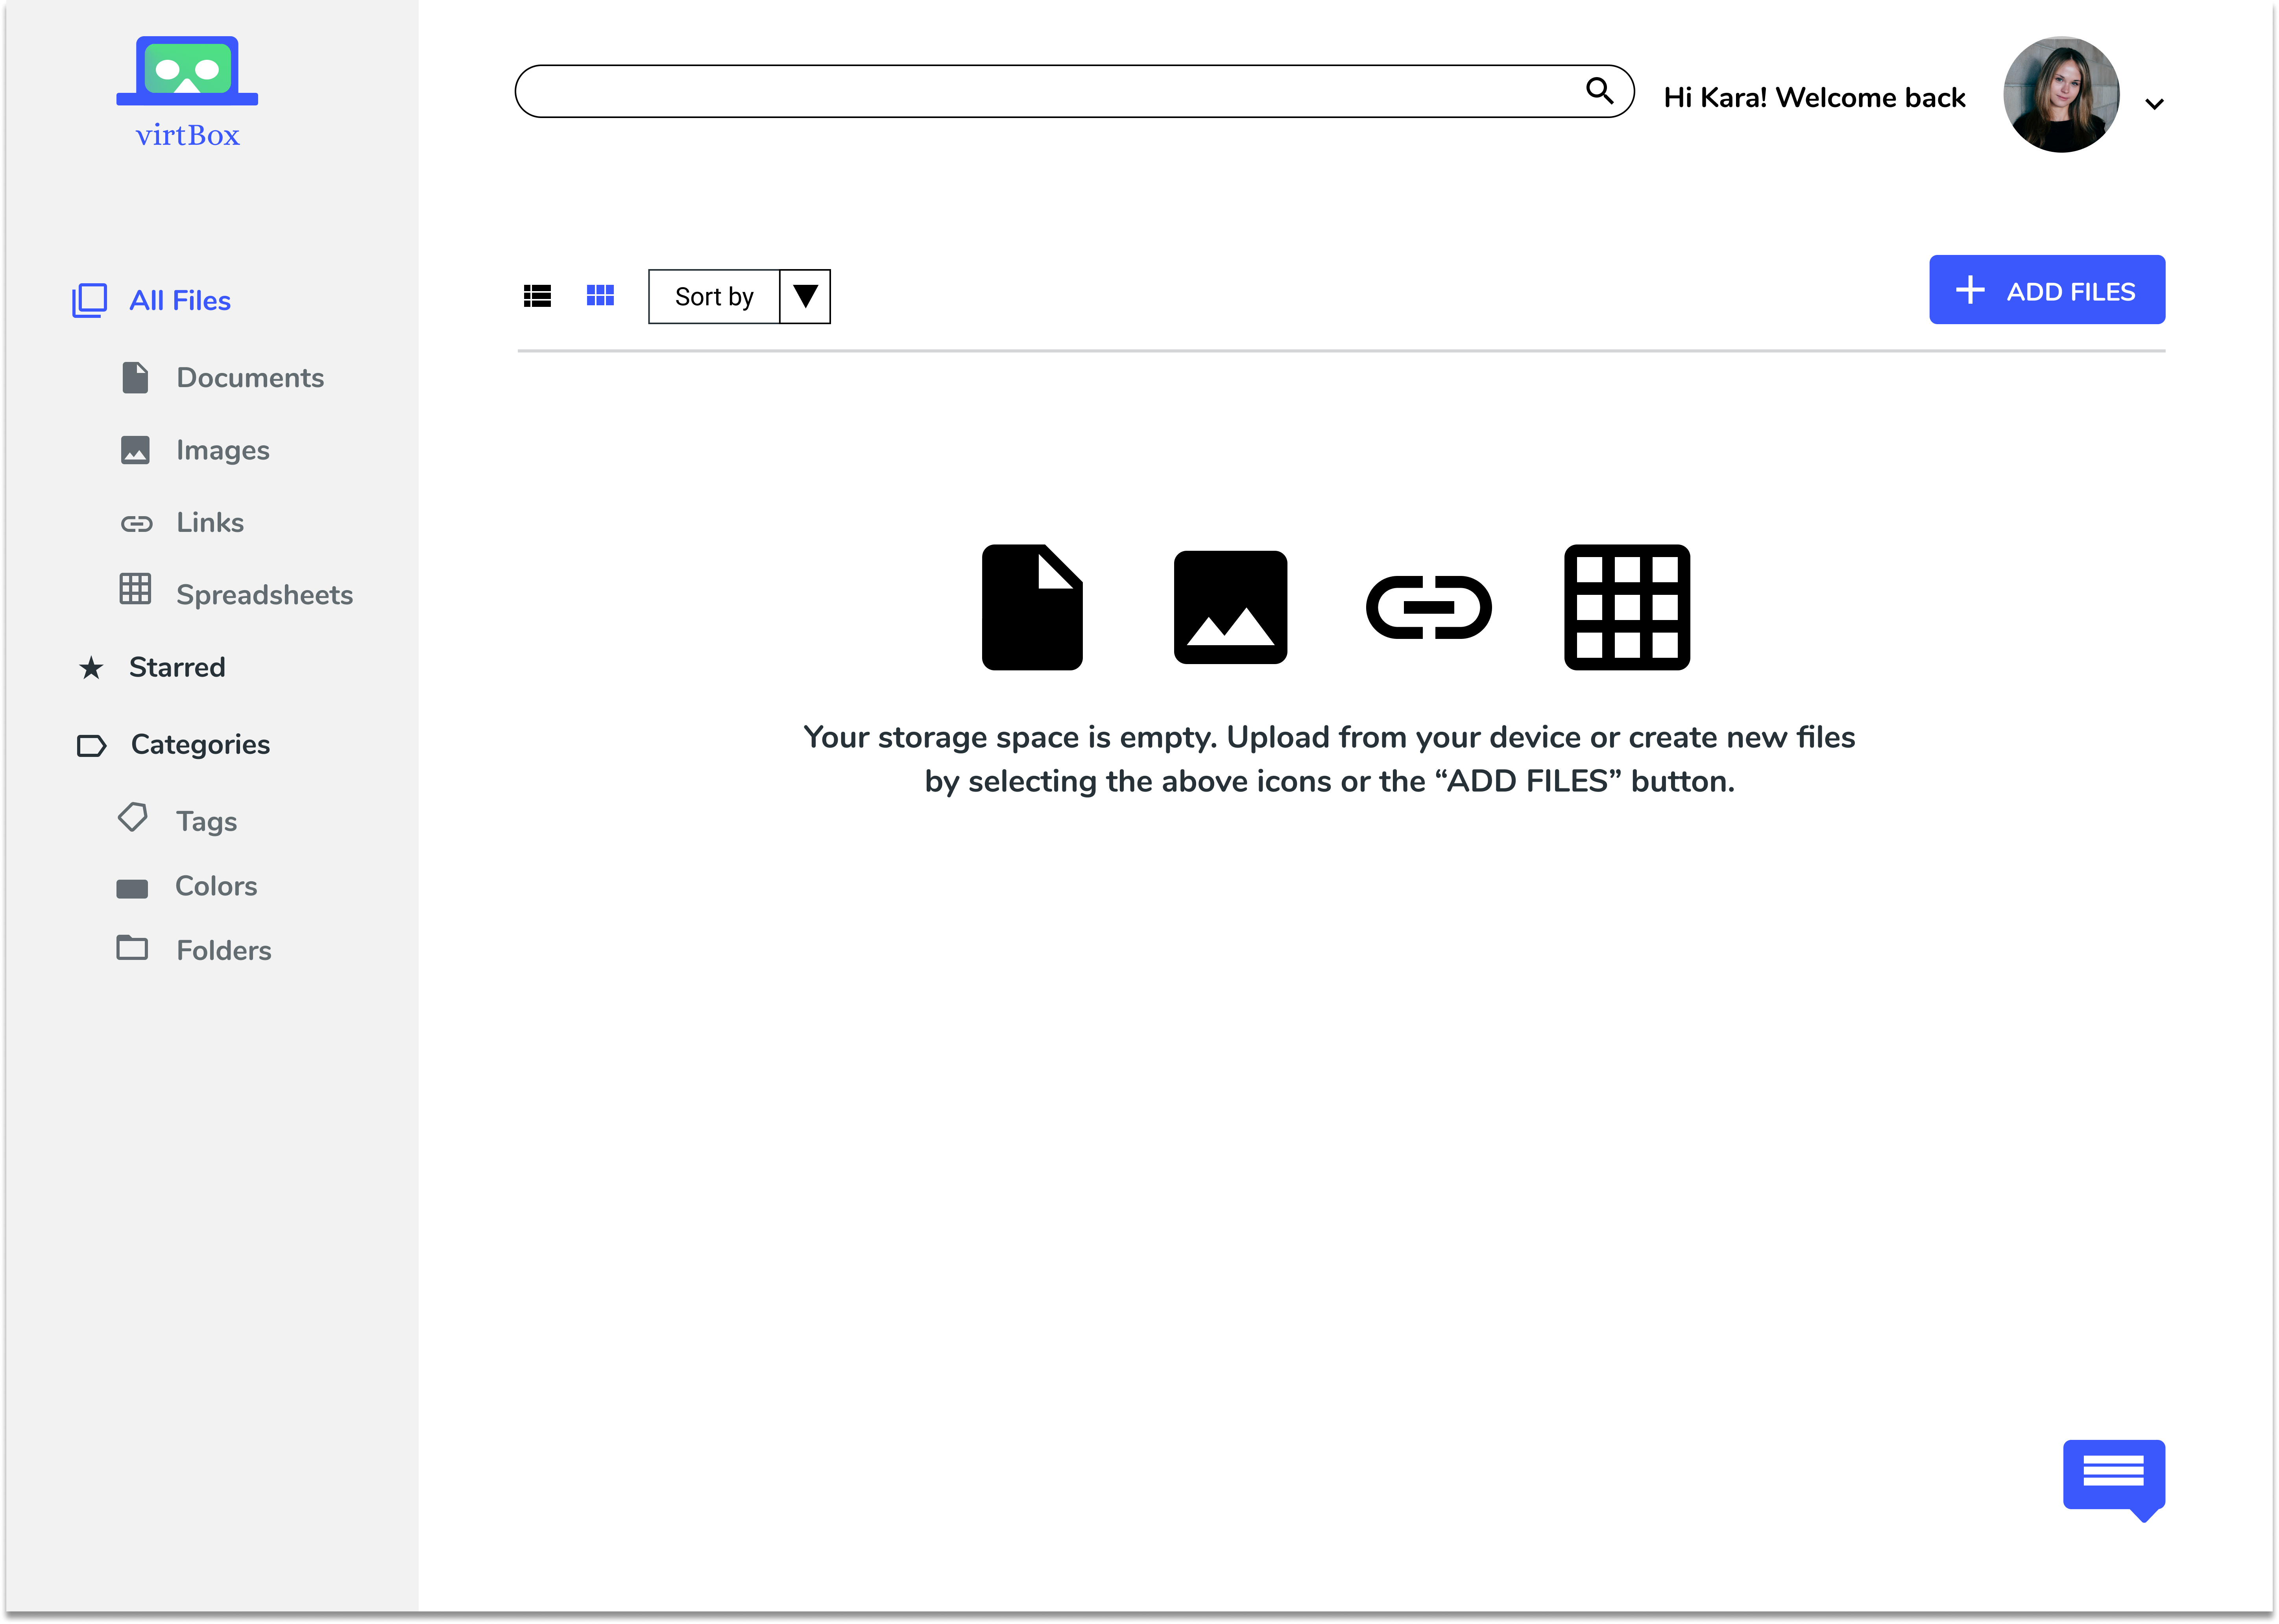 virtBox
Hi Kara! Welcome back
All Files
Documents
Images
Links
Spreadsheets
Starred
Categories
Tags
Colors
Folders
Sort by
ADD FILES
Your storage space is empty. Upload from your device or create new files
by selecting the above icons or the “ADD FILES” button.